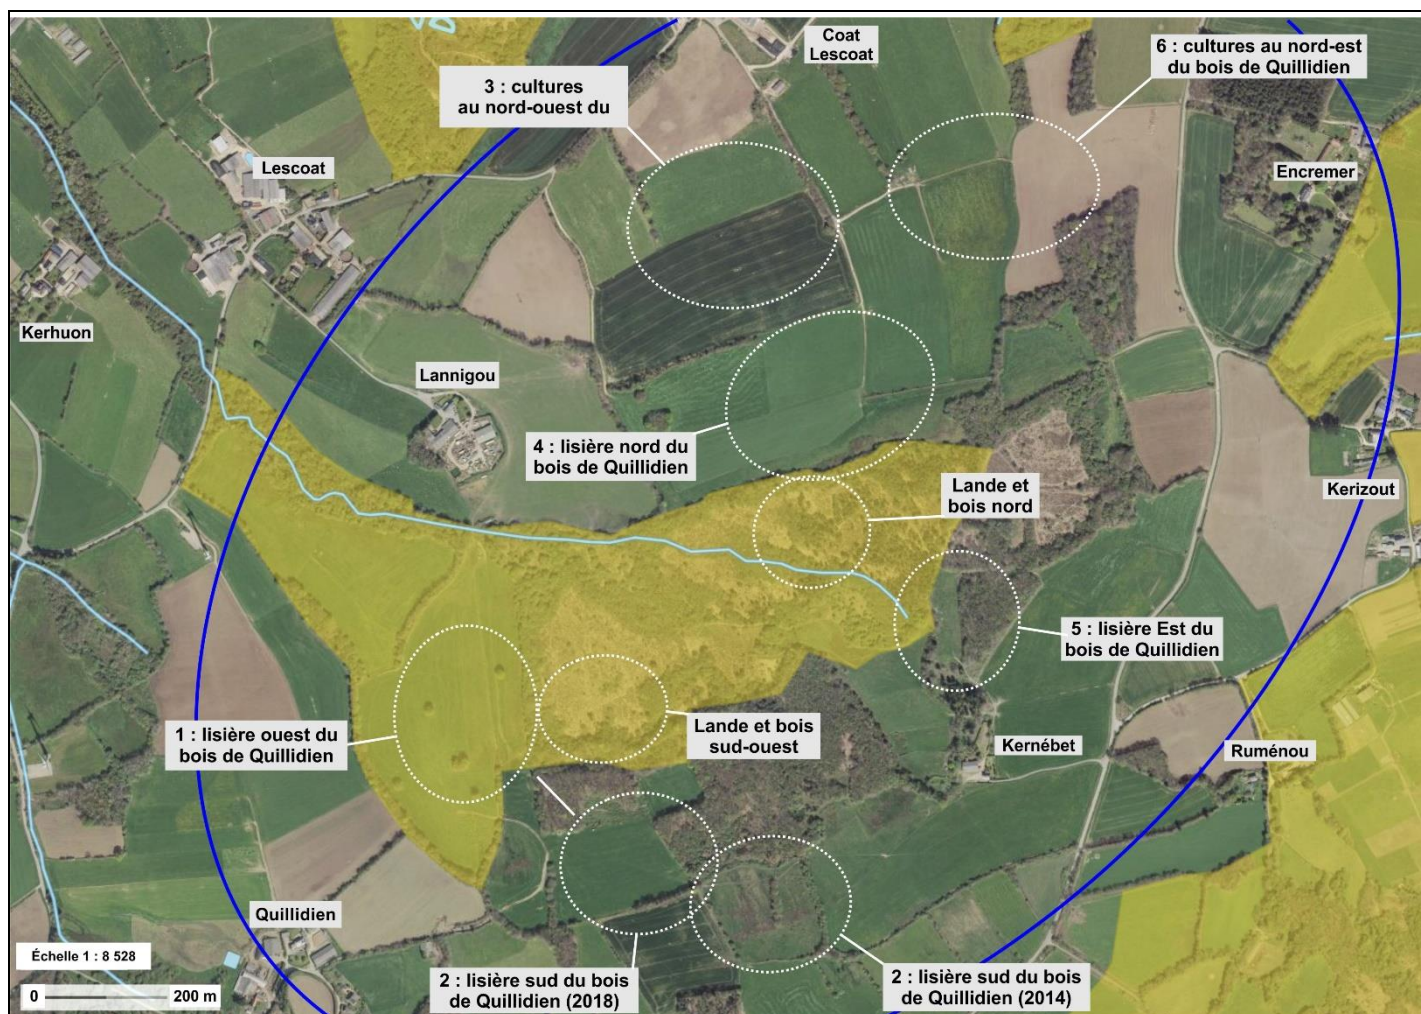 Coat
Lescoat
6 : cultures au nord-est
du bois de Quillidien
3 : cultures
au nord-ouest du
Lescoat
Encremer
Kerhuon
Lannigou
4 : lisière nord du
bois de Quillidien
Lande et
bois nord
Kerizout
5 : lisière Est du
bois de Quillidien
1 : lisière ouest du
bois de Quillidien
Lande et bois
sud-ouest
Kernébet
Ruménou
Quillidien
Échelle 1 : 8 528
0 200 m
2 : lisière sud du bois
de Quillidien (2018)
2 : lisière sud du bois
de Quillidien (2014)